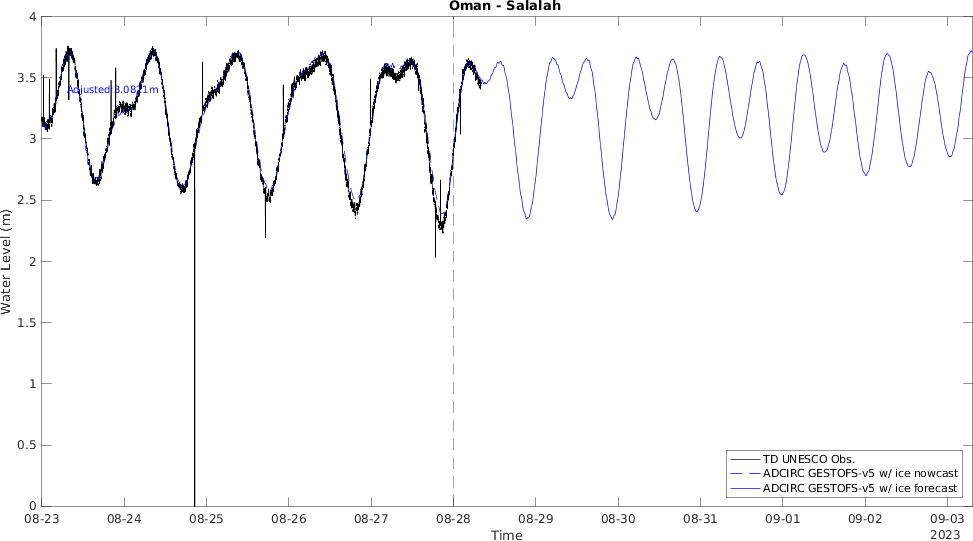 Oman - Salalah
4
3.5
3
2.5
2
1.5
1
0.5
0
Water Level (m)
Adjusted:3.0821m
TD UNESCO Obs.
ADCIRC GESTOFS-v5 w/ ice nowcast
ADCIRC GESTOFS-v5 w/ ice forecast
08-23 08-24 08-25 08-26 08-27 08-28 08-29 08-30 08-31 09-01 09-02 09-03
Time
2023